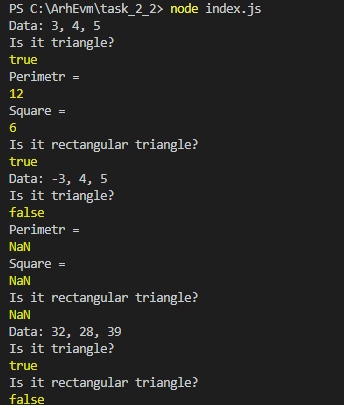 PS C:\ArhEvm\task_2_2> node index.js
Data: 3, 4, 5
Is it triangle?
true
Perimetr =
12
Square =
6
Is it rectangular triangle?
true
Data: -3, 4, 5
Is it triangle?
false
Perimetr =
NaN
Square =
NaN
Is it rectangular triangle?
NaN
Data: 32, 28, 39
Is it triangle?
true
Is it rectangular triangle?
false